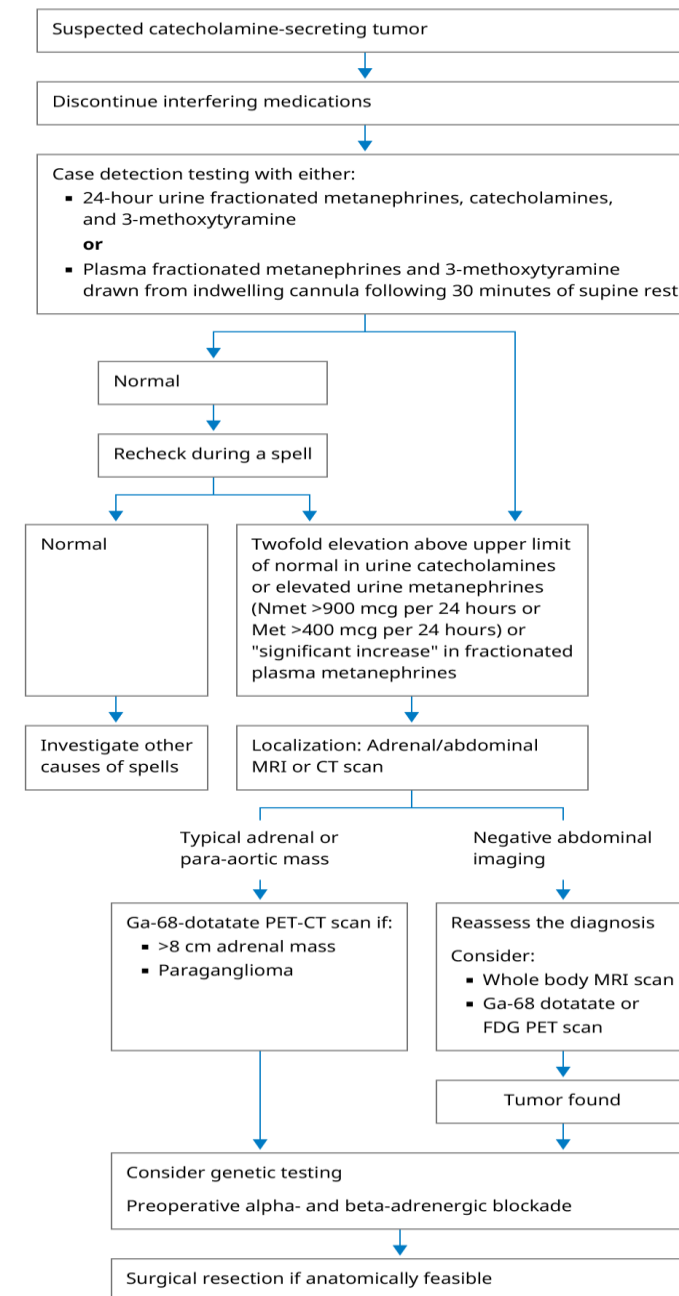 Suspected catecholamine-secreting tumor
Discontinue interfering medications
Case detection testing with either:
▪ 24-hour urine fractionated metanephrines, catecholamines,
and 3-methoxytyramine
or
▪ Plasma fractionated metanephrines and 3-methoxytyramine
drawn from indwelling cannula following 30 minutes of supine rest
Normal
Recheck during a spell
Normal
Twofold elevation above upper limit
of normal in urine catecholamines
or elevated urine metanephrines
(Nmet >900 mcg per 24 hours or
Met >400 mcg per 24 hours) or
"significant increase" in fractionated
plasma metanephrines
Investigate other
causes of spells
Localization: Adrenal/abdominal
MRI or CT scan
Typical adrenal or
para-aortic mass
Negative abdominal
imaging
Ga-68-dotatate PET-CT scan if:
▪ >8 cm adrenal mass
▪ Paraganglioma
Reassess the diagnosis
Consider:
▪ Whole body MRI scan
▪ Ga-68 dotatate or
FDG PET scan
Tumor found
Consider genetic testing
Preoperative alpha- and beta-adrenergic blockade
Surgical resection if anatomically feasible